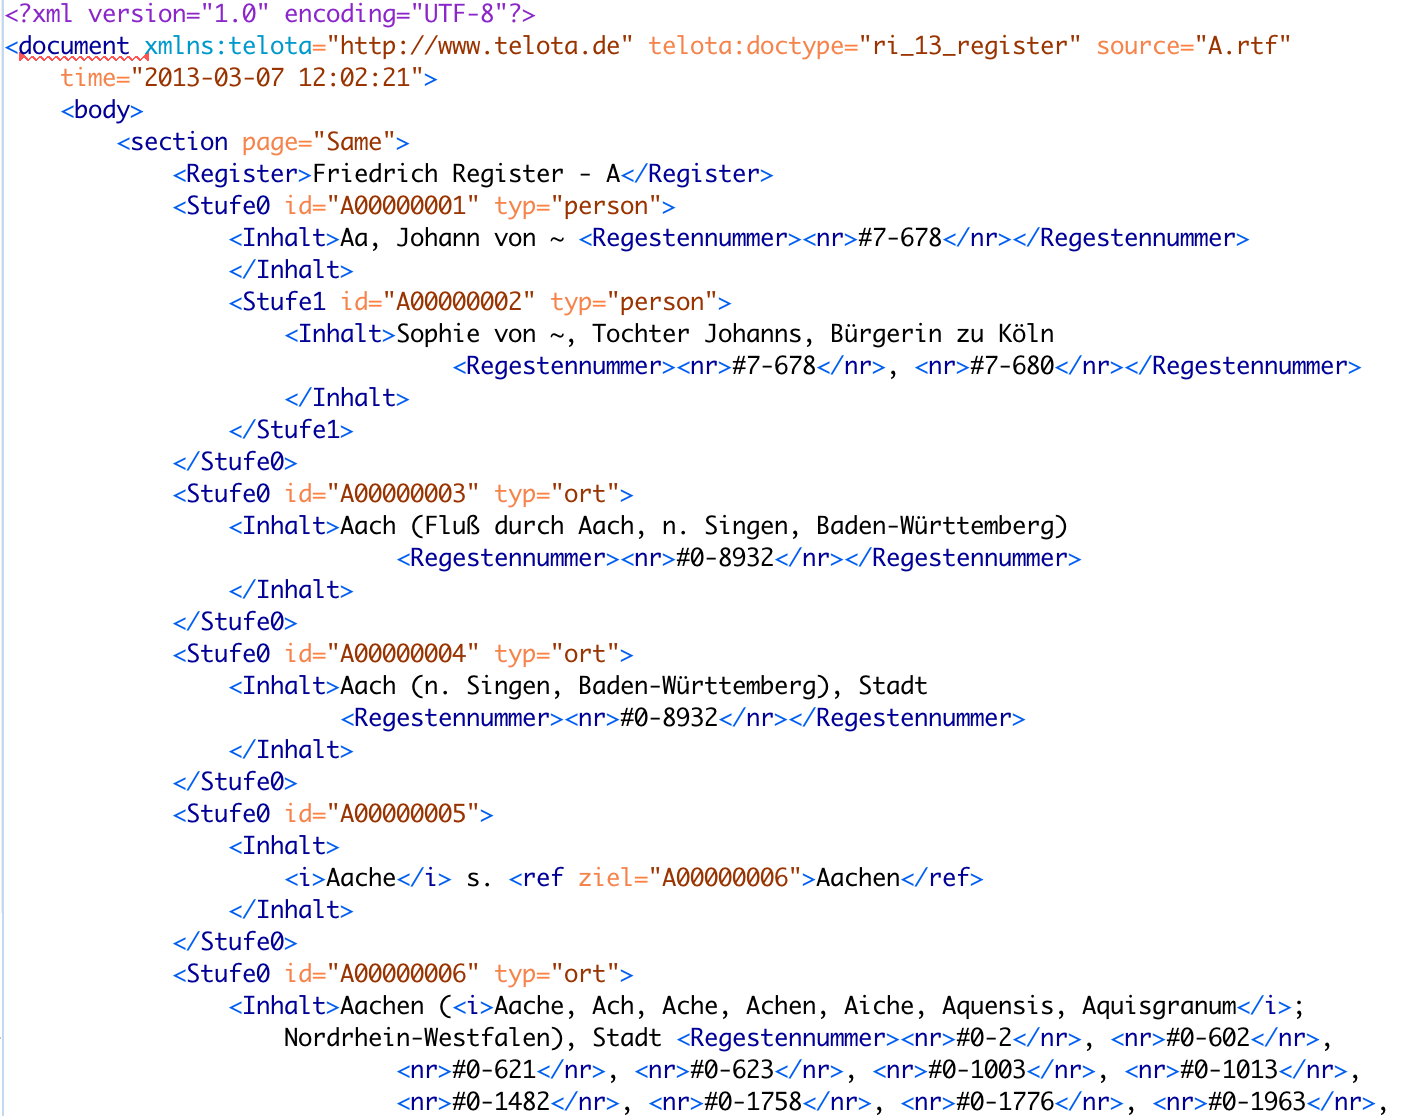 <?xml version="1.0" encoding="UTF-8"?>
<document xmlns:telota="http://www.telota.de" telota:doctype="ri_13_register" source="A.rtf"
    time="2013-03-07 12:02:21">
    <body>
        <section page="Same">
            <Register>Friedrich Register - A</Register>
            <Stufe0 id="A00000001" typ="person">
                <Inhalt>Aa, Johann von ~ <Regestennummer><nr>#7-678</nr></Regestennummer>
                </Inhalt>
                <Stufe1 id="A00000002" typ="person">
                    <Inhalt>Sophie von ~, Tochter Johanns, Bürgerin zu Köln
                                <Regestennummer><nr>#7-678</nr>, <nr>#7-680</nr></Regestennummer>
                    </Inhalt>
                </Stufe1>
            </Stufe0>
            <Stufe0 id="A00000003" typ="ort">
                <Inhalt>Aach (Fluß durch Aach, n. Singen, Baden-Württemberg)
                            <Regestennummer><nr>#0-8932</nr></Regestennummer>
                </Inhalt>
            </Stufe0>
            <Stufe0 id="A00000004" typ="ort">
                <Inhalt>Aach (n. Singen, Baden-Württemberg), Stadt
                        <Regestennummer><nr>#0-8932</nr></Regestennummer>
                </Inhalt>
            </Stufe0>
            <Stufe0 id="A00000005">
                <Inhalt>
                    <i>Aache</i> s. <ref ziel="A00000006">Aachen</ref>
                </Inhalt>
            </Stufe0>
            <Stufe0 id="A00000006" typ="ort">
                <Inhalt>Aachen (<i>Aache, Ach, Ache, Achen, Aiche, Aquensis, Aquisgranum</i>;
                    Nordrhein-Westfalen), Stadt <Regestennummer><nr>#0-2</nr>, <nr>#0-602</nr>,
                            <nr>#0-621</nr>, <nr>#0-623</nr>, <nr>#0-1003</nr>, <nr>#0-1013</nr>,
                            <nr>#0-1482</nr>, <nr>#0-1758</nr>, <nr>#0-1776</nr>, <nr>#0-1963</nr>,